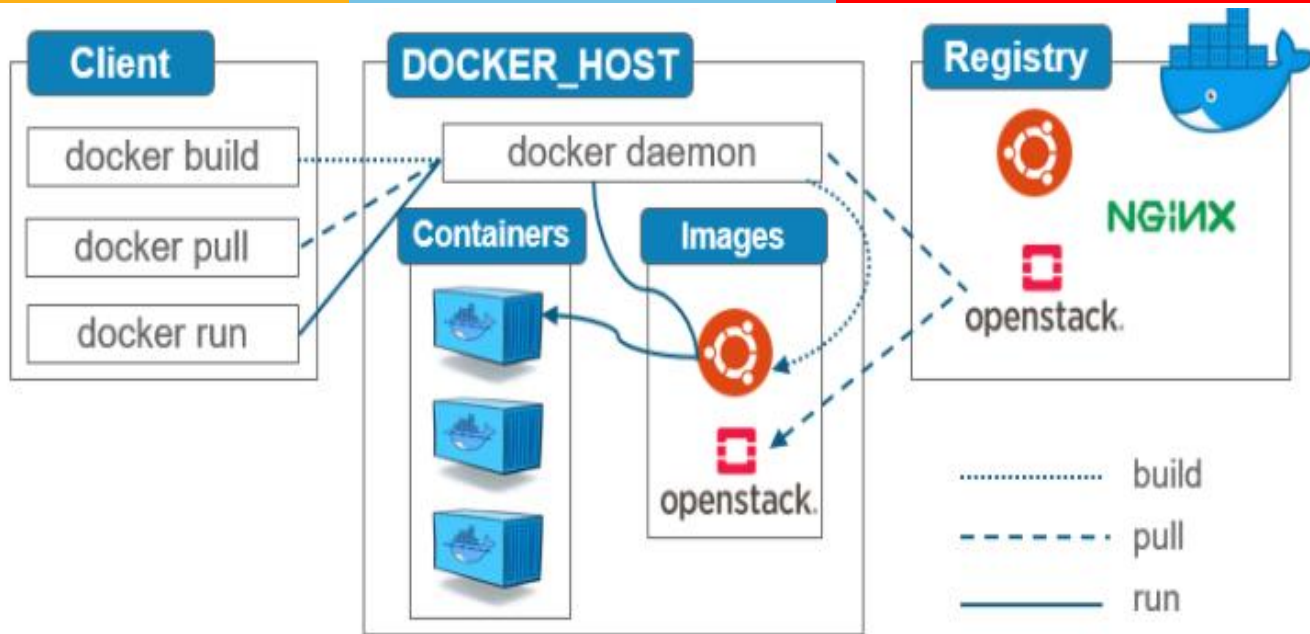 Client
docker build
docker pull
docker run
DOCKER_HOST
docker daemon
Containers
Images
openstack.
Registry
NGINX
openstack.
build
pull
run